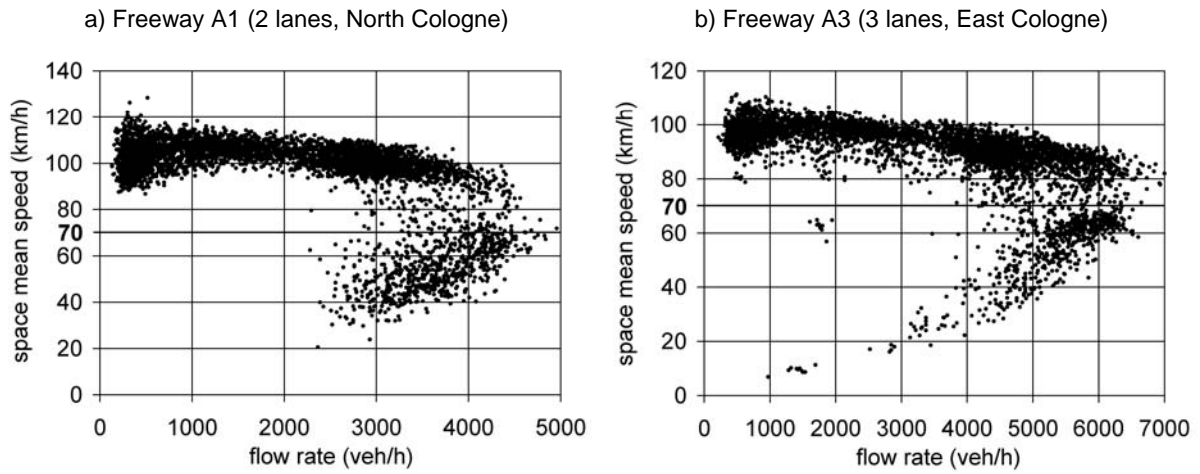 a) Freeway A1 (2 lanes, North Cologne)
space mean speed (km/h)
140
120
100
80
70
60
40
20
0
0 1000 2000 3000 4000 5000
flow rate (veh/h)
b) Freeway A3 (3 lanes, East Cologne)
space mean speed (km/h)
120
100
80
70
60
40
20
0
0 1000 2000 3000 4000 5000 6000 7000
flow rate (veh/h)